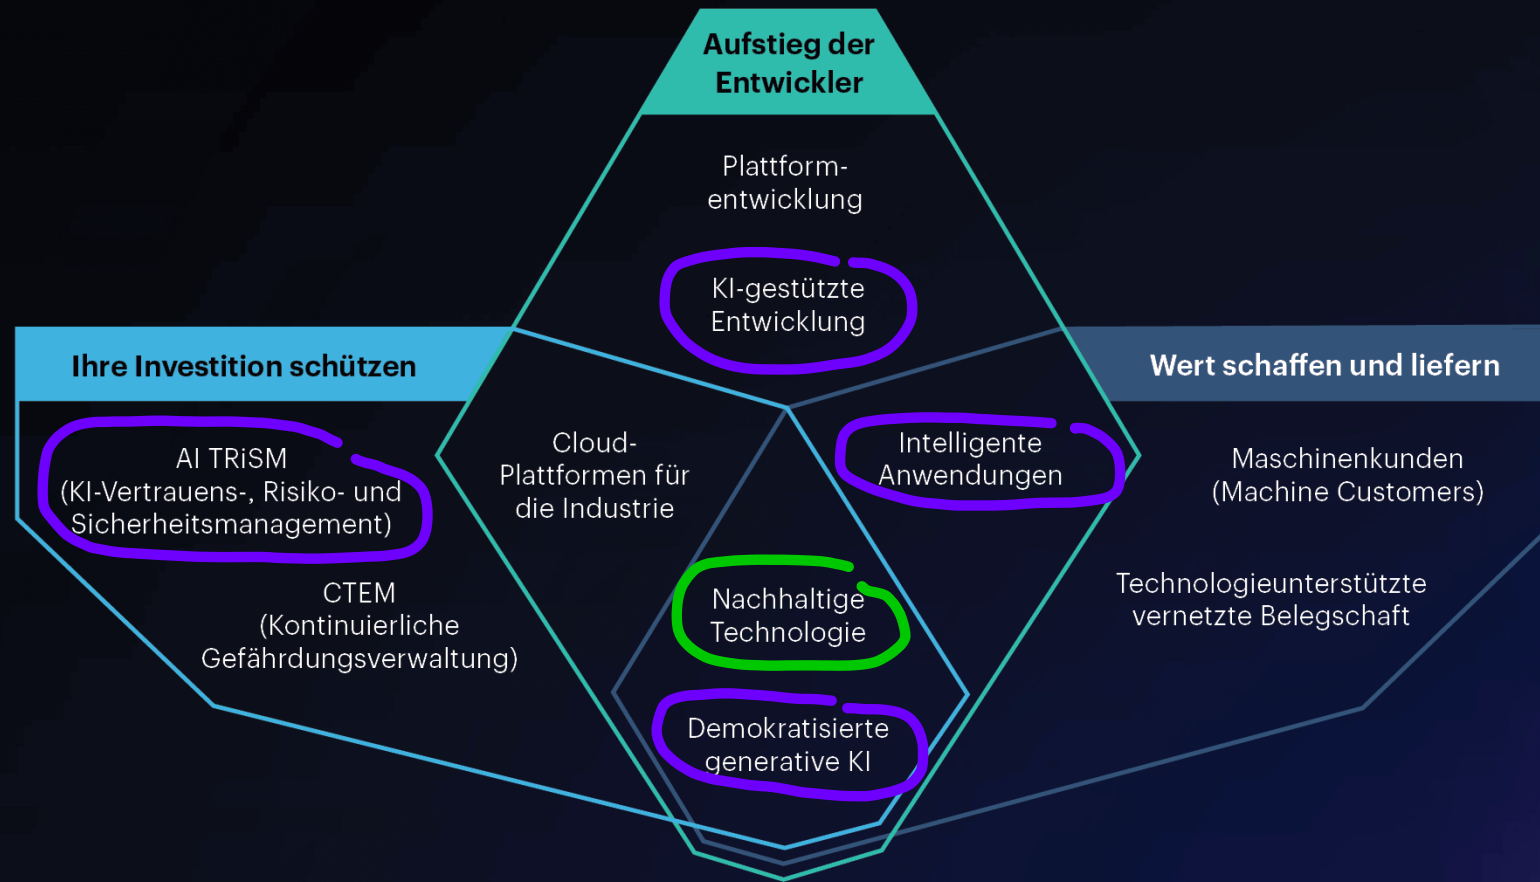 Aufstieg der
Entwickler
Plattform-
entwicklung
KI-gestützte
Entwicklung
Ihre Investition schützen
Wert schaffen und liefern
AI TRiSM
(KI-Vertrauens-, Risiko- und
Sicherheitsmanagement)
CTEM
(Kontinuierliche
Gefährdungsverwaltung)
Cloud-
Plattformen für
die Industrie
Intelligente
Anwendungen
Nachhaltige
Technologie
Demokratisierte
generative KI
Maschinenkunden
(Machine Customers)
Technologieunterstützte
vernetzte Belegschaft